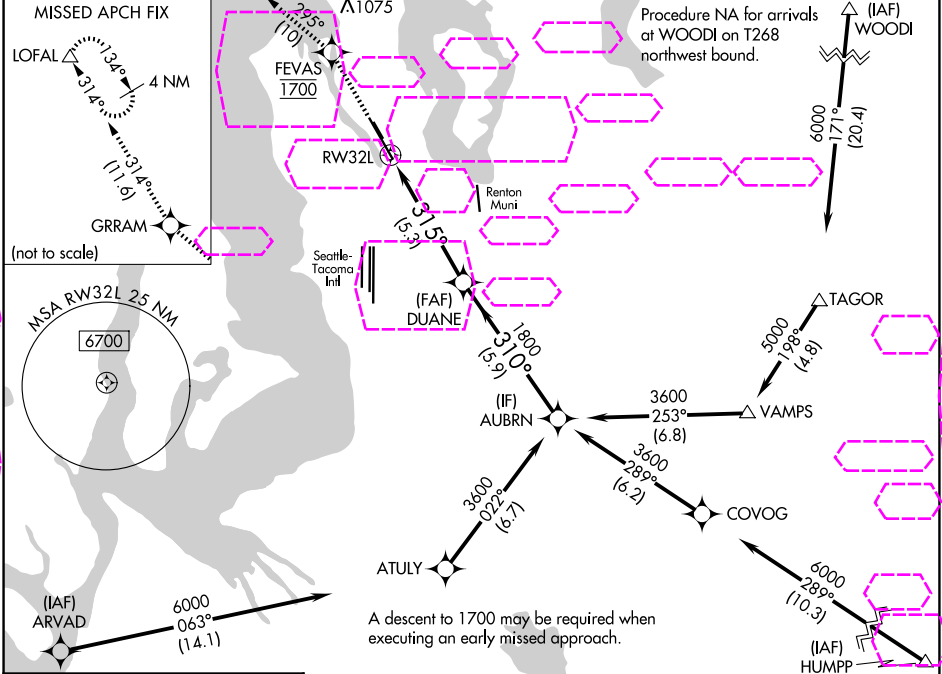 MISSED APCH FIX
LOFAL
134°
4 NM
314°
314°
(11.6)
GRRAM
(not to scale)
295°
(10)
1075
FEVAS
1700
Procedure NA for arrivals
at WOODI on T268
northwest bound.
(IAF)
WOODI
6000
171°
(20.4)
RW32L
Renton
Muni
315°
(5.3)
Seattle-
Tacoma
Intl
(FAF)
DUANE
MSA RW32L 25 NM
6700
TAGOR
5000
198°
(4.8)
1800
310°
(5.9)
(IF)
AUBRN
3600
253°
(6.8)
VAMPS
3600
289°
(6.2)
COVOG
3600
022°
(6.7)
ATULY
6000
289°
(10.3)
(IAF)
HUMPP
(IAF)
ARVAD
6000
063°
(14.1)
A descent to 1700 may be required when
executing an early missed approach.